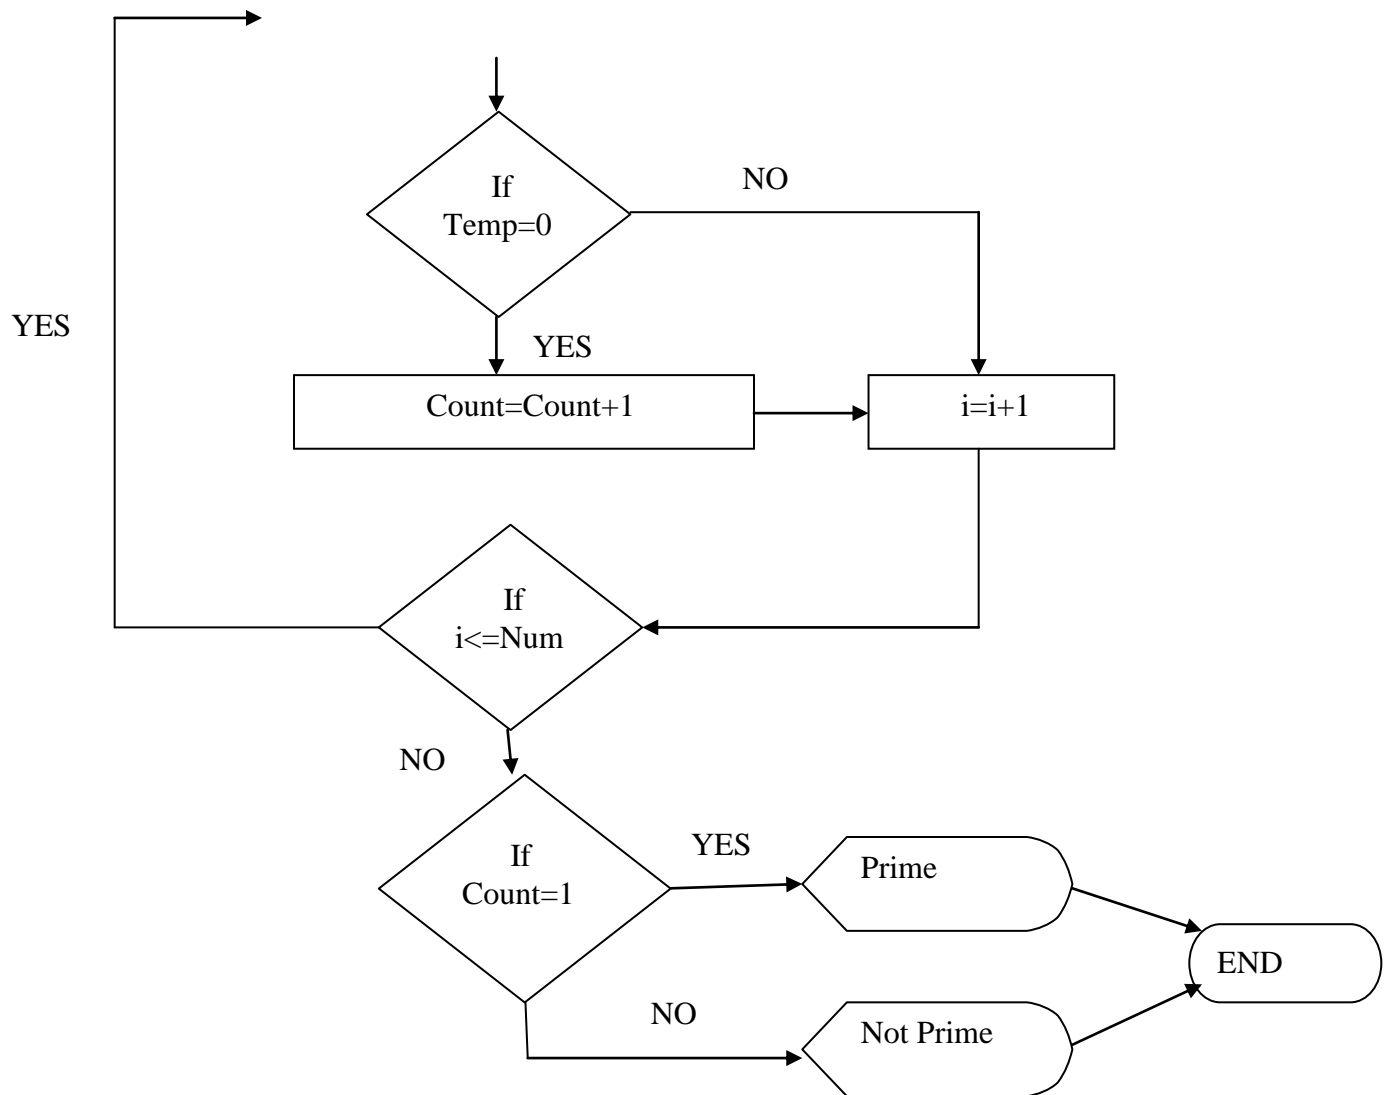 If
Temp=0
NO
YES
YES
Count=Count+1
i=i+1
If
i<=Num
NO
If
Count=1
YES
Prime
END
NO
Not Prime